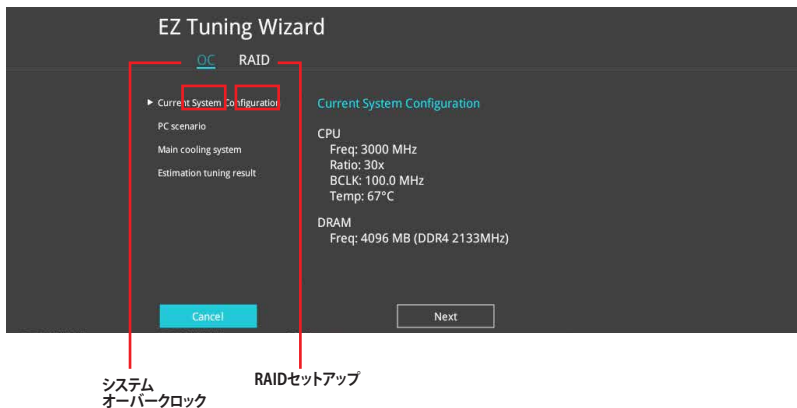 EZ Tuning Wizard
OC RAID
Current System Configuration
PC scenario
Main cooling system
Estimation tuning result
Current System Configuration
CPU
Freq: 3000 MHz
Ratio: 30x
BCLK: 100.0 MHz
Temp: 67°C
DRAM
Freq: 4096 MB (DDR4 2133MHz)
Cancel
Next
システム
オーバークロック
RAIDセットアップ